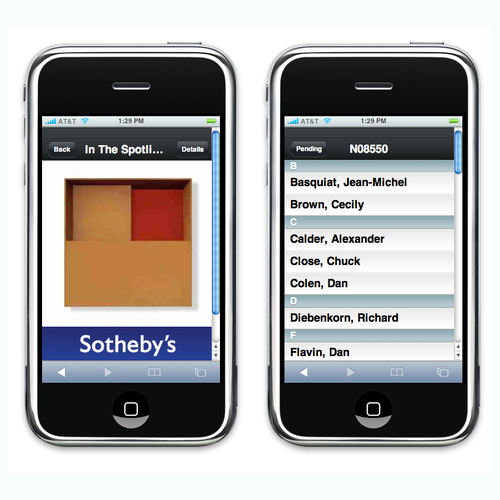 AT&T 1:29 PM
Back In The Spotli... Details
Sotheby's
AT&T 1:29 PM
Pending N08550
B
Basquiat, Jean-Michel
Brown, Cecily
C
Calder, Alexander
Close, Chuck
Colen, Dan
D
Diebenkorn, Richard
F
Flavin, Dan